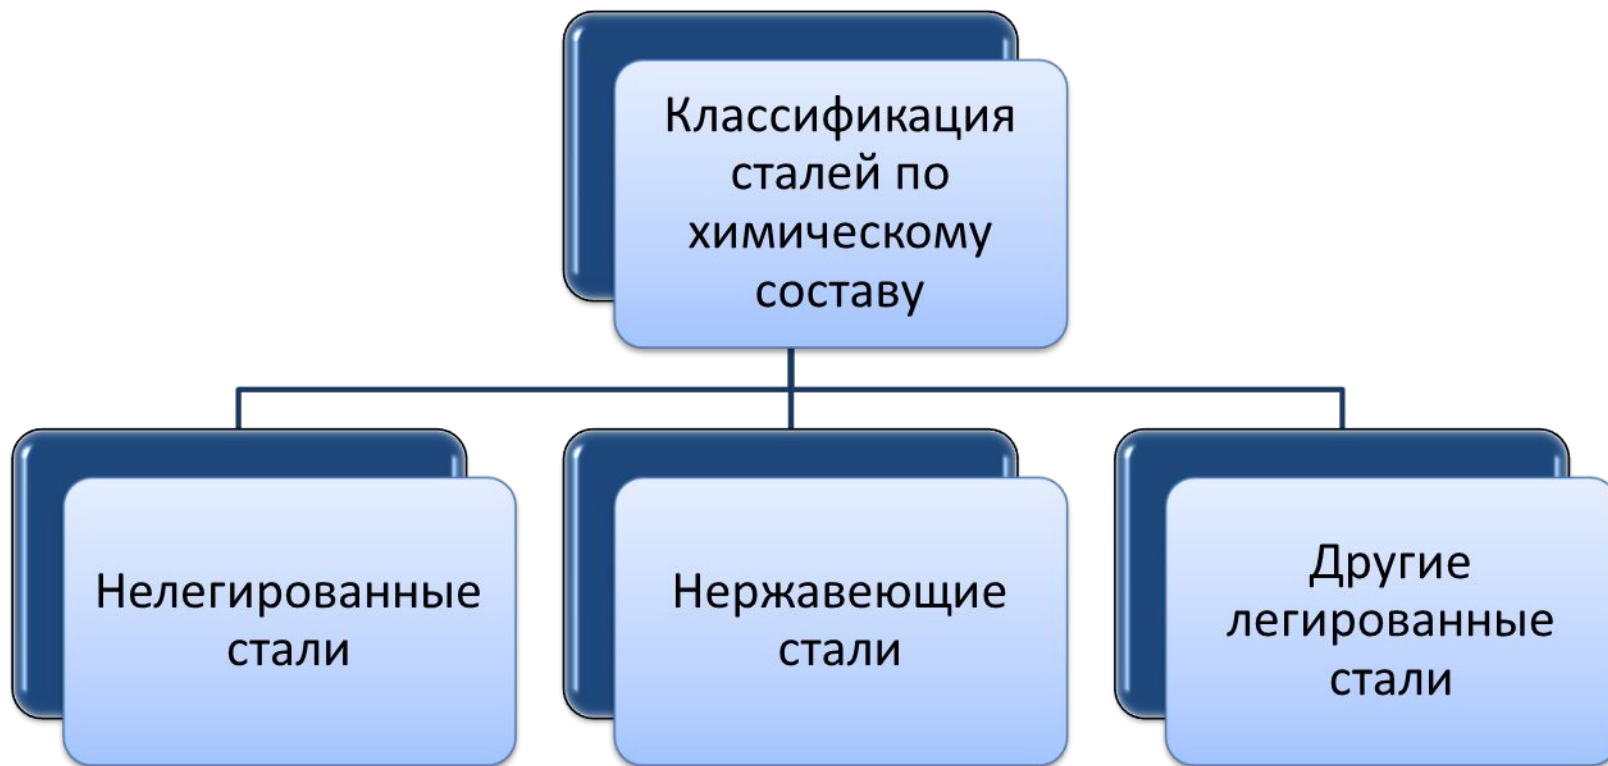 Классификация
сталей по
химическому
составу
Нелегированные
стали
Нержавеющие
стали
Другие
легированные
стали